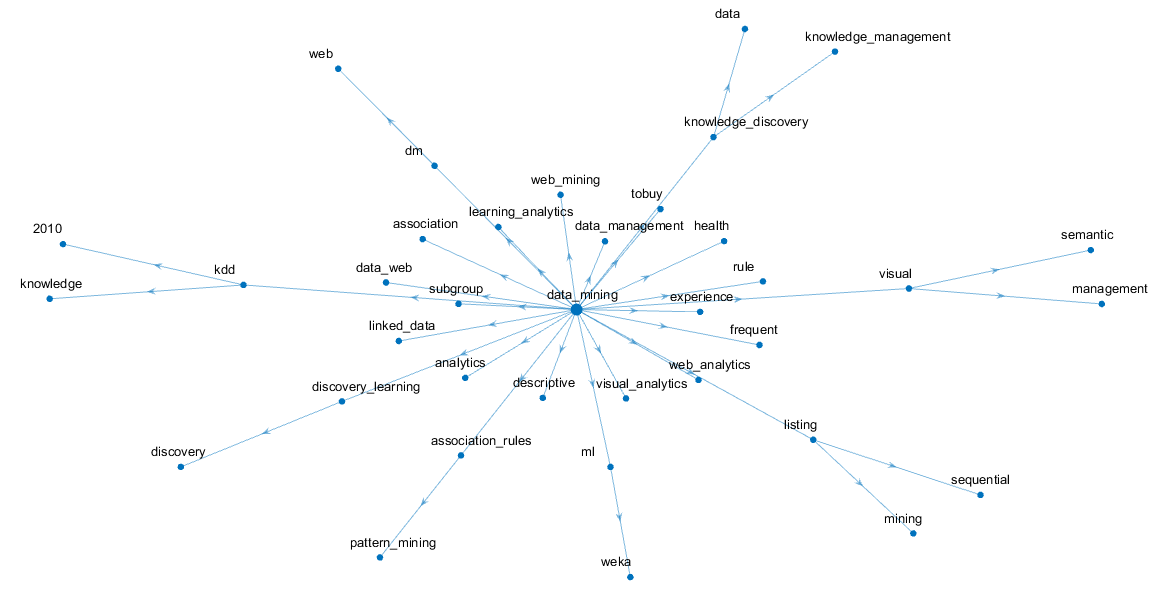 data
knowledge_management
web
knowledge_discovery
dm
web_mining
tobuy
learning_analytics
association
data_management
health
2010
semantic
kdd
data_web
rule
visual
knowledge
subgroup
data_mining
experience
management
linked_data
frequent
analytics
web_analytics
discovery_learning
descriptive
visual_analytics
listing
association_rules
discovery
ml
sequential
mining
pattern_mining
weka